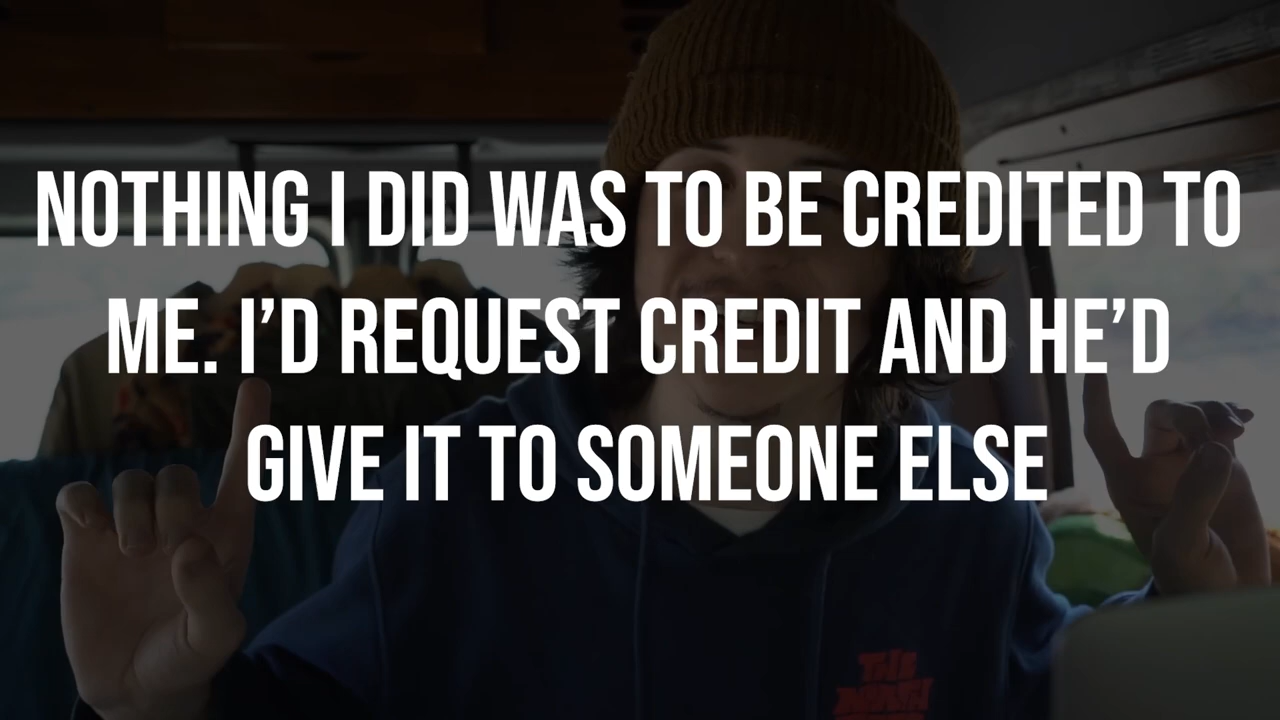 NOTHING I DID WAS TO BE CREDITED TO
ME. I’D REQUEST CREDIT AND HE’D
GIVE IT TO SOMEONE ELSE